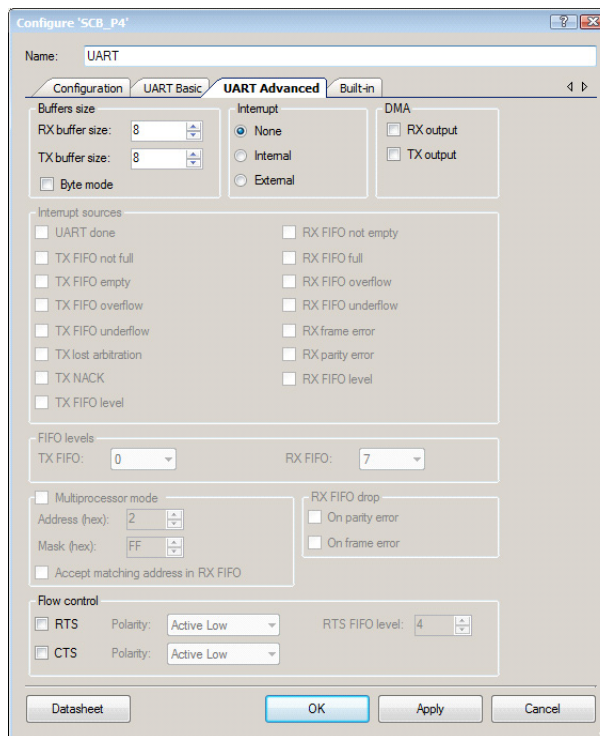 Configure 'SCB_P4'
Name: UART
Configuration UART Basic UART Advanced Built-in
Buffers size
RX buffer size: 8
TX buffer size: 8
Byte mode
Interrupt
None
Internal
External
DMA
RX output
TX output
Interrupt sources
UART done
TX FIFO not full
TX FIFO empty
TX FIFO overflow
TX FIFO underflow
TX lost arbitration
TX NACK
TX FIFO level
RX FIFO not empty
RX FIFO full
RX FIFO overflow
RX FIFO underflow
RX frame error
RX parity error
RX FIFO level
FIFO levels
TX FIFO: 0 RX FIFO: 7
Multiprocessor mode
Address (hex): 2
Mask (hex): FF
Accept matching address in RX FIFO
RX FIFO drop
On parity error
On frame error
Flow control
RTS Polarity: Active Low RTS FIFO level: 4
CTS Polarity: Active Low
Datasheet OK Apply Cancel